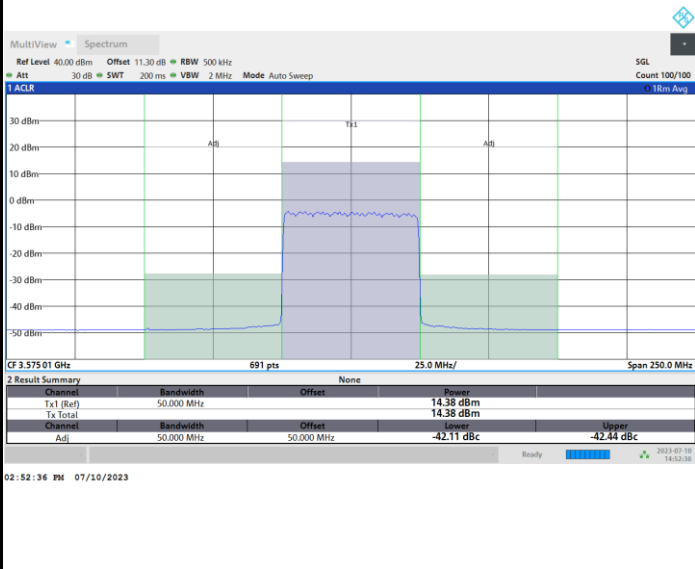 MultiView Spectrum
Ref Level 40.00 dBm Offset 11.30 dB RBW 500 kHz SGL
Att 30 dB SWT 200 ms VBW 2 MHz Mode Auto Sweep Count 100/100
1 ACLR 1Rm Avg
30 dBm
Tx1
20 dBm
Adj Adj
10 dBm
0 dBm
-10 dBm
-20 dBm
-30 dBm
-40 dBm
-50 dBm
CF 3.575 01 GHz 691 pts 25.0 MHz/ Span 250.0 MHz
2 Result Summary None
Channel Bandwidth Offset Power
Tx1 (Ref) 50.000 MHz 14.38 dBm
Tx Total 14.38 dBm
Channel Bandwidth Offset Lower Upper
Adj 50.000 MHz 50.000 MHz -42.11 dBc -42.44 dBc
Ready 2023-07-10
02:52:36 PM 07/10/2023